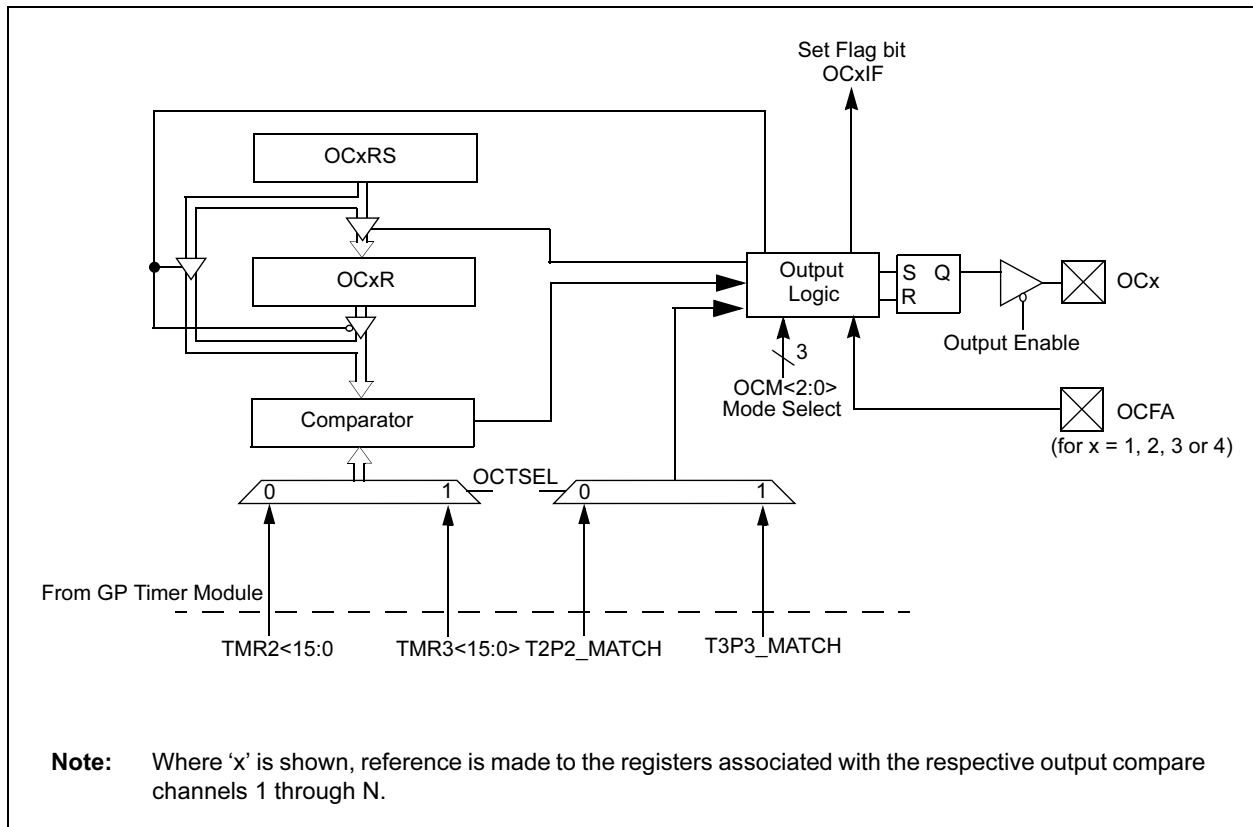 Set Flag bit
OCxIF
OCxRS
OCxR
Output
Logic
S Q
R
OCx
Output Enable
3
OCM<2:0>
Mode Select
OCFA
(for x = 1, 2, 3 or 4)
Comparator
OCTSEL
0 1
0 1
From GP Timer Module
TMR2<15:0
TMR3<15:0>
T2P2_MATCH
T3P3_MATCH
Note: Where ‘x’ is shown, reference is made to the registers associated with the respective output compare
channels 1 through N.